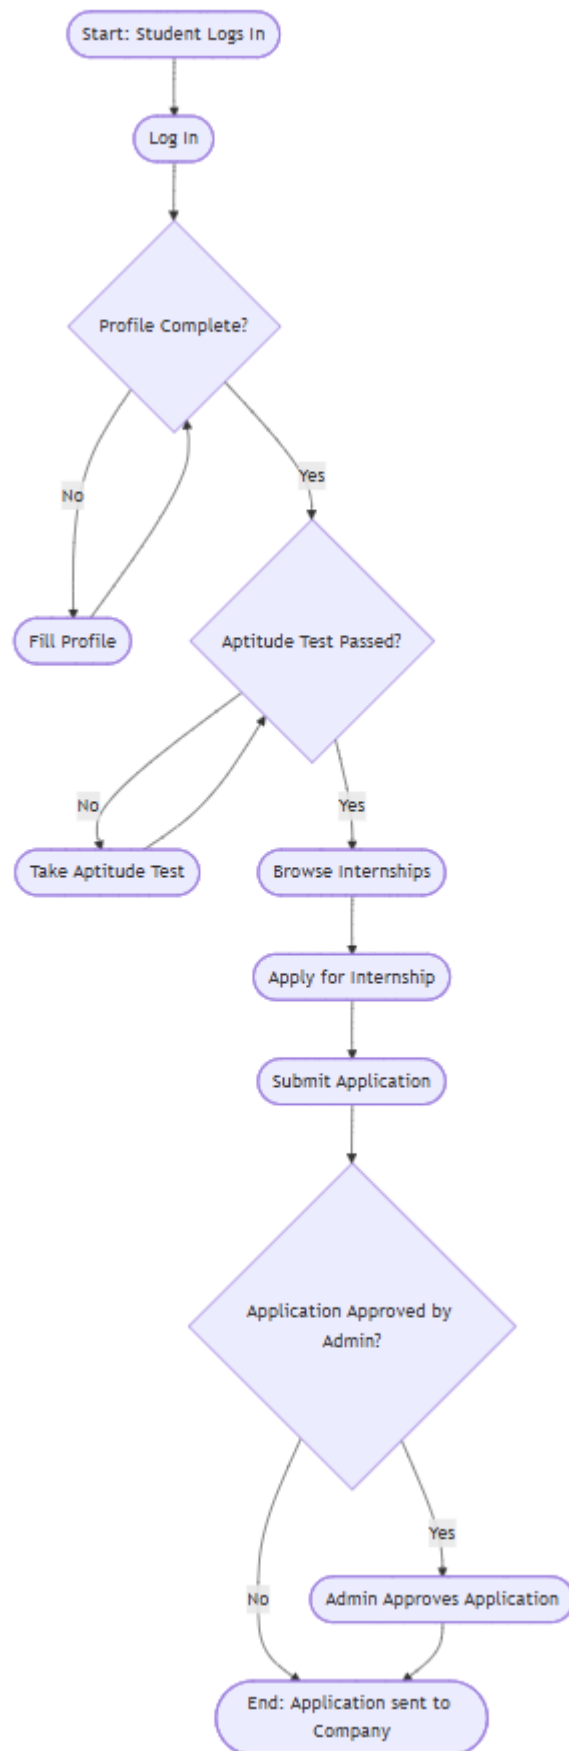 Start: Student Logs In
Log In
Profile Complete?
No
Yes
Fill Profile
Aptitude Test Passed?
No
Yes
Take Aptitude Test
Browse Internships
Apply for Internship
Submit Application
Application Approved by
Admin?
Yes
No
Admin Approves Application
End: Application sent to
Company